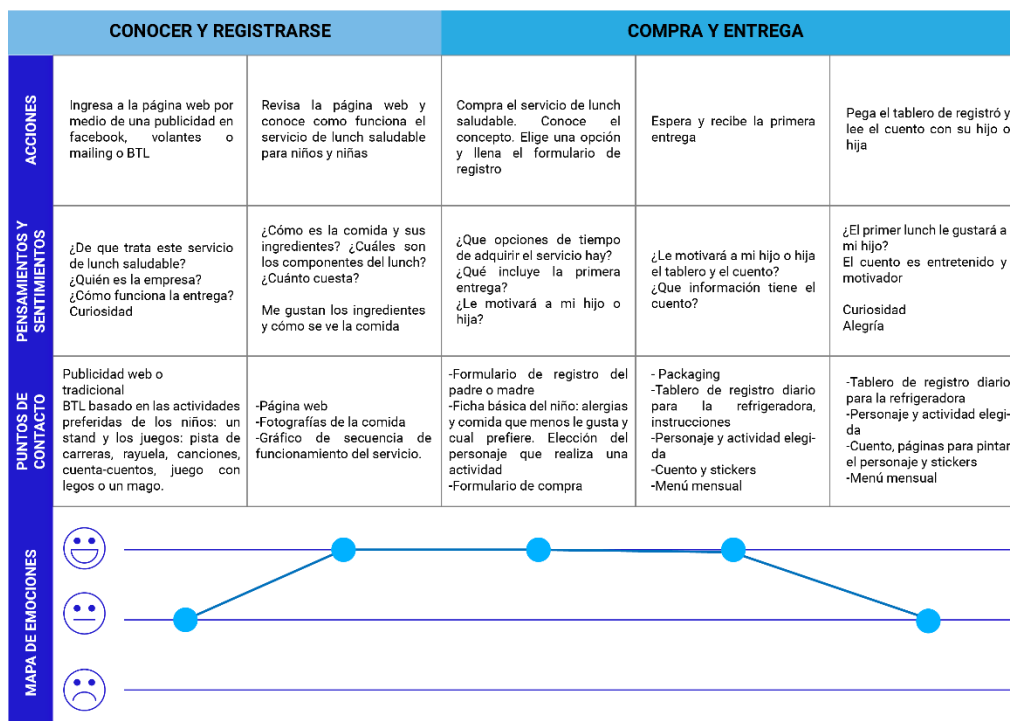 CONOCER Y REGISTRARSE
COMPRA Y ENTREGA
ACCIONES
Ingresa a la página web por
medio de una publicidad en
facebook, volantes o
mailing o BTL
Revisa la página web y
conoce como funciona el
servicio de lunch saludable
para niños y niñas
Compra el servicio de lunch
saludable. Conoce el
concepto. Elige una opción
y llena el formulario de
registro
Espera y recibe la primera
entrega
Pega el tablero de registró y
lee el cuento con su hijo o
hija
PENSAMIENTOS Y
SENTIMIENTOS
¿De que trata este servicio
de lunch saludable?
¿Quién es la empresa?
¿Cómo funciona la entrega?
Curiosidad
¿Cómo es la comida y sus
ingredientes? ¿Cuáles son
los componentes del lunch?
¿Cuánto cuesta?
Me gustan los ingredientes
y cómo se ve la comida
¿Que opciones de tiempo
de adquirir el servicio hay?
¿Qué incluye la primera
entrega?
¿Le motivará a mi hijo o
hija?
¿Le motivará a mi hijo o hija
el tablero y el cuento?
¿Que información tiene el
cuento?
¿El primer lunch le gustará a
mi hijo?
El cuento es entretenido y
motivador
Curiosidad
Alegría
PUNTOS DE
CONTACTO
Publicidad web o
tradicional
BTL basado en las actividades
preferidas de los niños: un
stand y los juegos: pista de
carreras, rayuela, canciones,
cuenta-cuentos, juego con
legos o un mago.
-Página web
-Fotografías de la comida
-Gráfico de secuencia de
funcionamiento del servicio.
-Formulario de registro del
padre o madre
-Ficha básica del niño: alergias
y comida que menos le gusta y
cual prefiere. Elección del
personaje que realiza una
actividad
-Formulario de compra
- Packaging
-Tablero de registro diario
para la refrigeradora,
instrucciones
-Personaje y actividad elegi-
da
-Cuento y stickers
-Menú mensual
-Tablero de registro diario
para la refrigeradora
-Personaje y actividad elegi-
da
-Cuento, páginas para pintar
el personaje y stickers
-Menú mensual
MAPA DE EMOCIONES